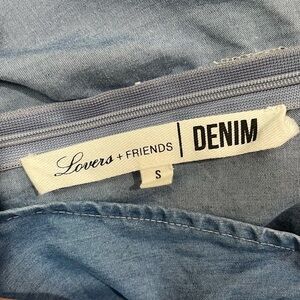 Lovers + FRIENDS | DENIM
S